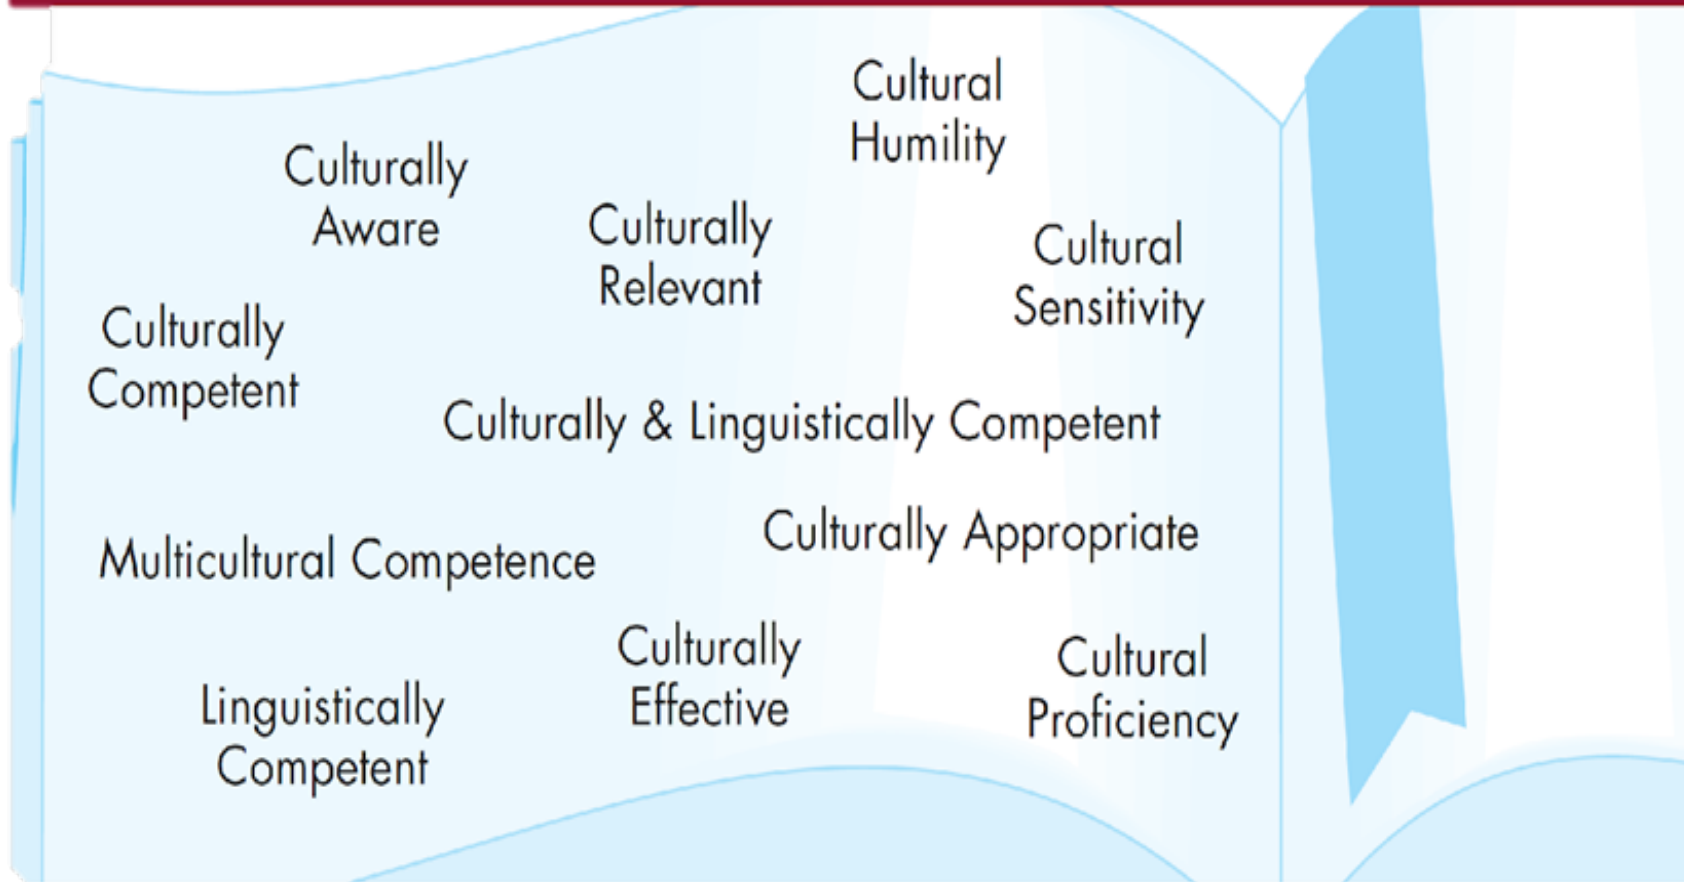 Cultural
Humility
Culturally
Aware
Culturally
Relevant
Cultural
Sensitivity
Culturally
Competent
Culturally & Linguistically Competent
Culturally Appropriate
Multicultural Competence
Culturally
Effective
Cultural
Proficiency
Linguistically
Competent